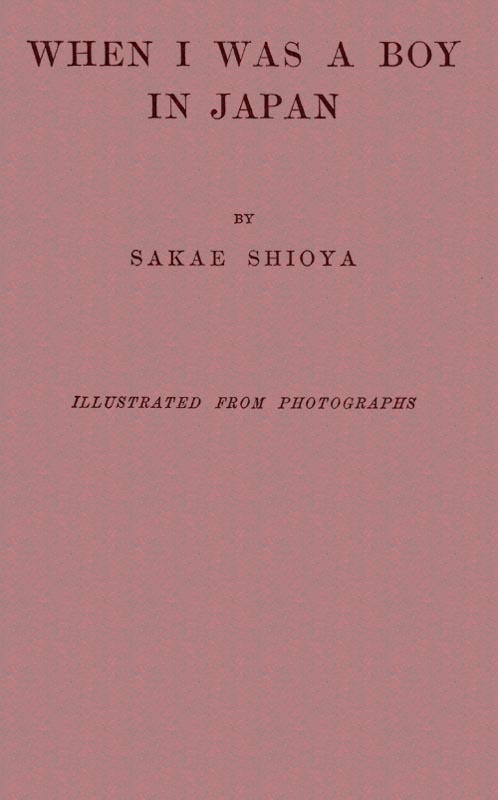 WHEN I WAS A BOY
IN JAPAN
BY
SAKAE SHIOYA
ILLUSTRATED FROM PHOTOGRAPHS